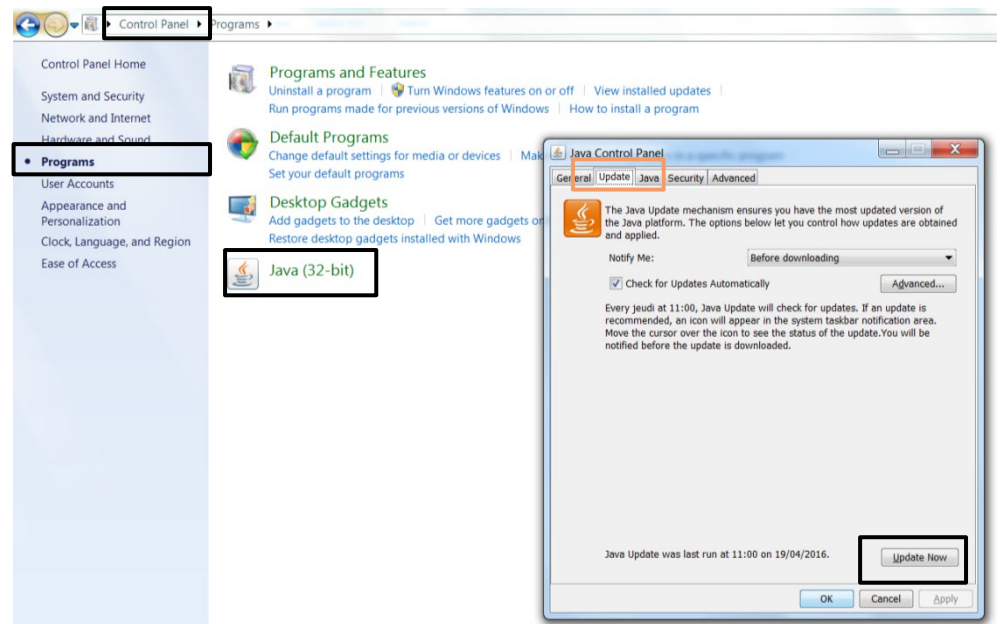 Control Panel ▸ Programs ▸
Control Panel Home
System and Security
Network and Internet
Hardware and Sound
• Programs
User Accounts
Appearance and
Personalization
Clock, Language, and Region
Ease of Access
Programs and Features
Uninstall a program | Turn Windows features on or off | View installed updates |
Run programs made for previous versions of Windows | How to install a program
Default Programs
Change default settings for media or devices |
Set your default programs
Desktop Gadgets
Add gadgets to the desktop | Get more gadgets
Restore desktop gadgets installed with Windows
Java (32-bit)
Java Control Panel
General Update Java Security Advanced
The Java Update mechanism ensures you have the most updated version of
the Java platform. The options below let you control how updates are obtained
and applied.
Notify Me: Before downloading
Check for Updates Automatically Advanced...
Every jeudi at 11:00, Java Update will check for updates. If an update is
recommended, an icon will appear in the system taskbar notification area.
Move the cursor over the icon to see the status of the update.You will be
notified before the update is downloaded.
Java Update was last run at 11:00 on 19/04/2016. Update Now
OK Cancel Apply